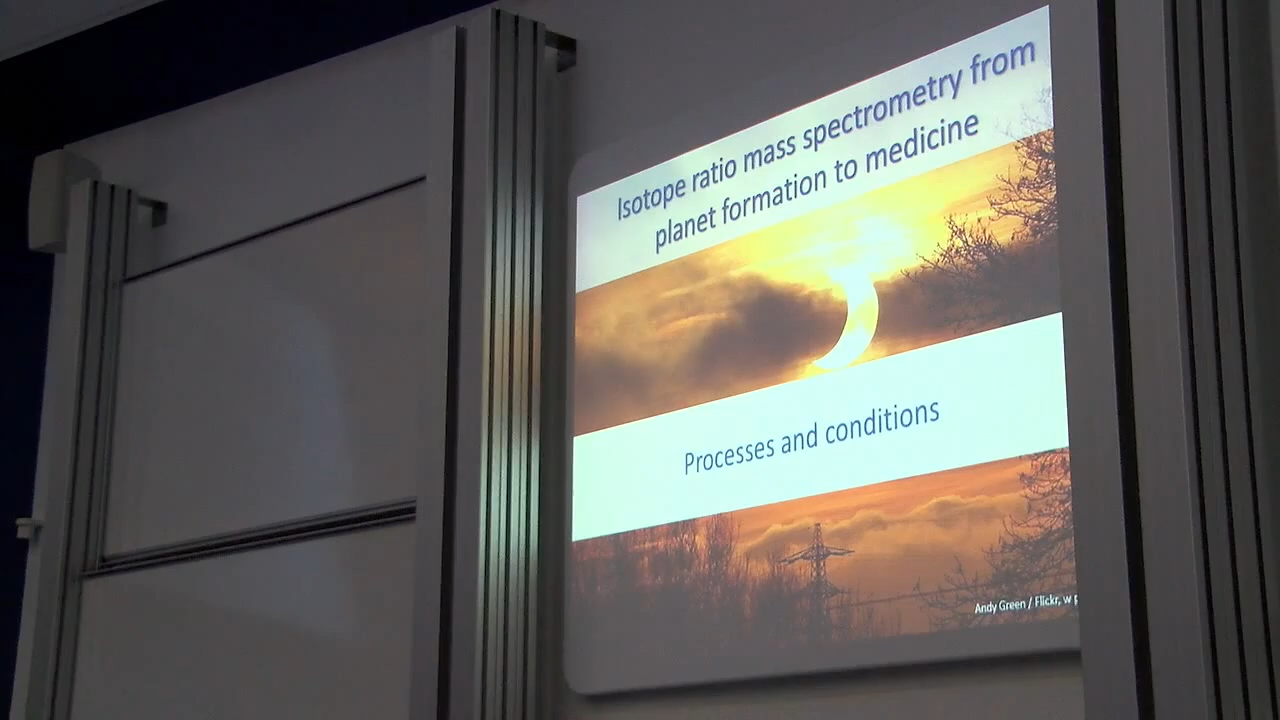 Isotope ratio mass spectrometry from
planet formation to medicine
Processes and conditions
Andy Green / Flickr, w